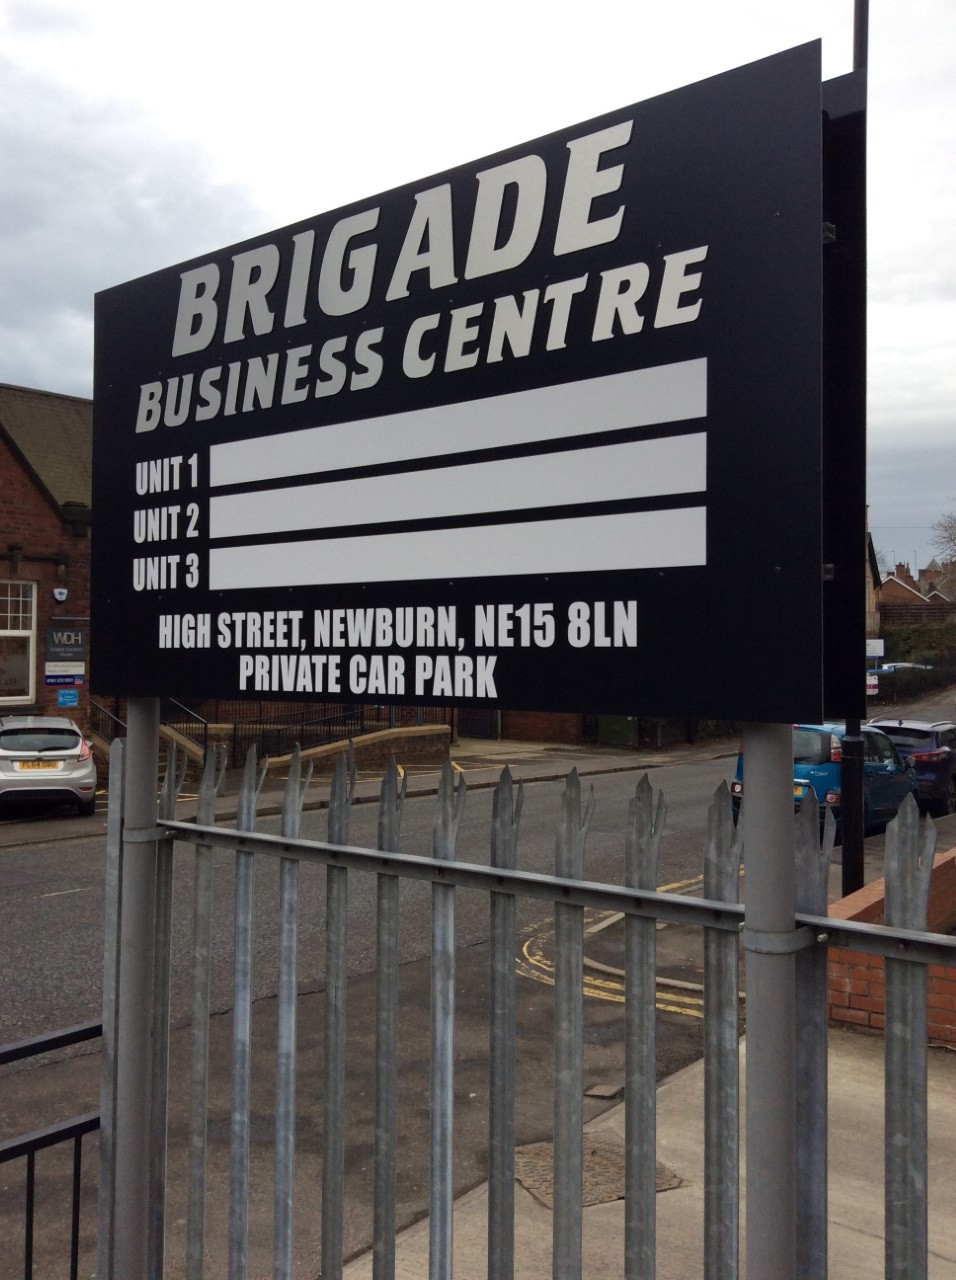 BRIGADE
BUSINESS CENTRE
UNIT 1
UNIT 2
UNIT 3
HIGH STREET, NEWBURN, NE15 8LN
PRIVATE CAR PARK
WDH